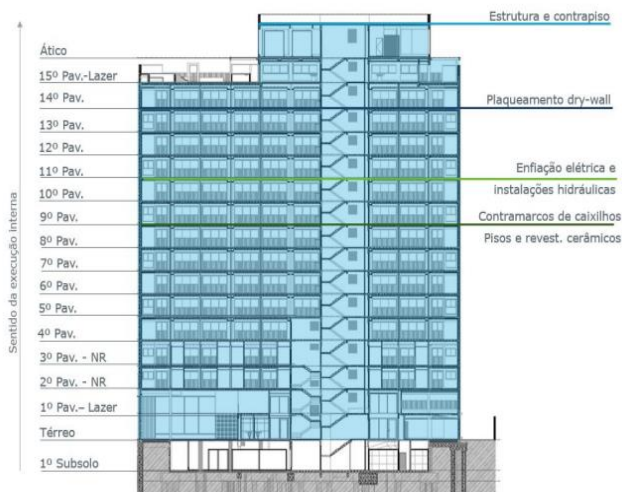 Estrutura e contrapiso
Ático
15º Pav.-Lazer
14º Pav.
Plaqueamento dry-wall
13º Pav.
12º Pav.
11º Pav.
Enfiação elétrica e
instalações hidráulicas
10º Pav.
9º Pav.
Contramarcos de caixilhos
8º Pav.
Pisos e revest. cerâmicos
7º Pav.
6º Pav.
5º Pav.
4º Pav.
3º Pav. - NR
2º Pav. - NR
1º Pav.– Lazer
Térreo
1º Subsolo
Sentido da execução interna